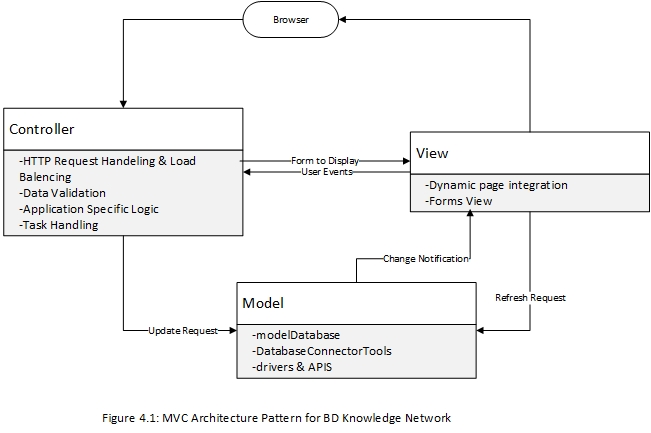 Browser
Controller
-HTTP Request Handeling & Load
Balencing
-Data Validation
-Application Specific Logic
-Task Handling
Form to Display
User Events
View
-Dynamic page integration
-Forms View
Change Notification
Refresh Request
Update Request
Model
-modelDatabase
-DatabaseConnectorTools
-drivers & APIS
Figure 4.1: MVC Architecture Pattern for BD Knowledge Network